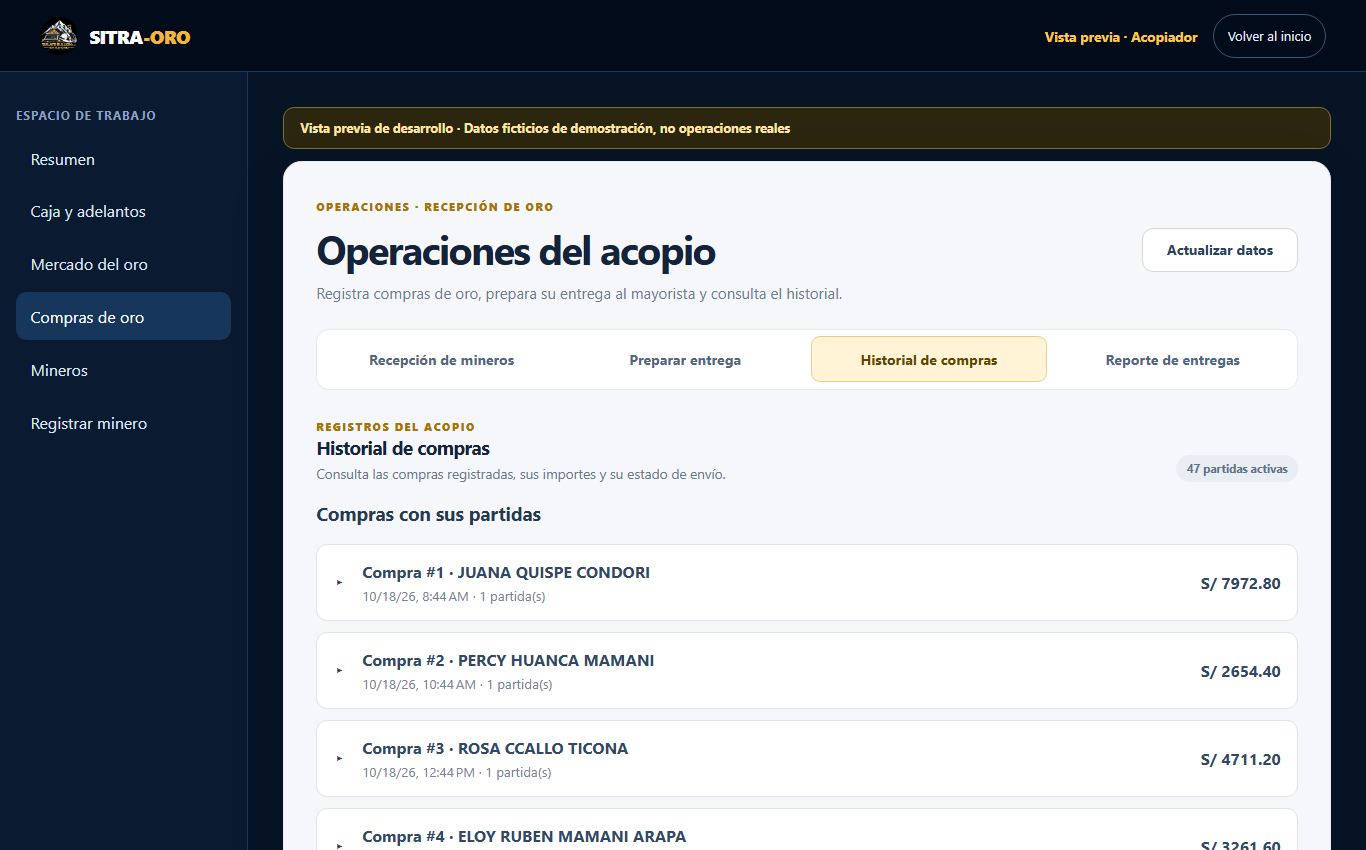 SITRA-ORO
Vista previa · Acopiador
Volver al inicio
ESPACIO DE TRABAJO
Resumen
Caja y adelantos
Mercado del oro
Compras de oro
Mineros
Registrar minero
Vista previa de desarrollo · Datos ficticios de demostración, no operaciones reales
OPERACIONES · RECEPCIÓN DE ORO
Operaciones del acopio
Actualizar datos
Registra compras de oro, prepara su entrega al mayorista y consulta el historial.
Recepción de mineros
Preparar entrega
Historial de compras
Reporte de entregas
REGISTROS DEL ACOPIO
Historial de compras
Consulta las compras registradas, sus importes y su estado de envío.
47 partidas activas
Compras con sus partidas
Compra #1 · JUANA QUISPE CONDORI
10/18/26, 8:44 AM · 1 partida(s)
S/ 7972.80
Compra #2 · PERCY HUANCA MAMANI
10/18/26, 10:44 AM · 1 partida(s)
S/ 2654.40
Compra #3 · ROSA CCALLO TICONA
10/18/26, 12:44 PM · 1 partida(s)
S/ 4711.20
Compra #4 · ELOY RUBEN MAMANI ARAPA
S/ 3261.60